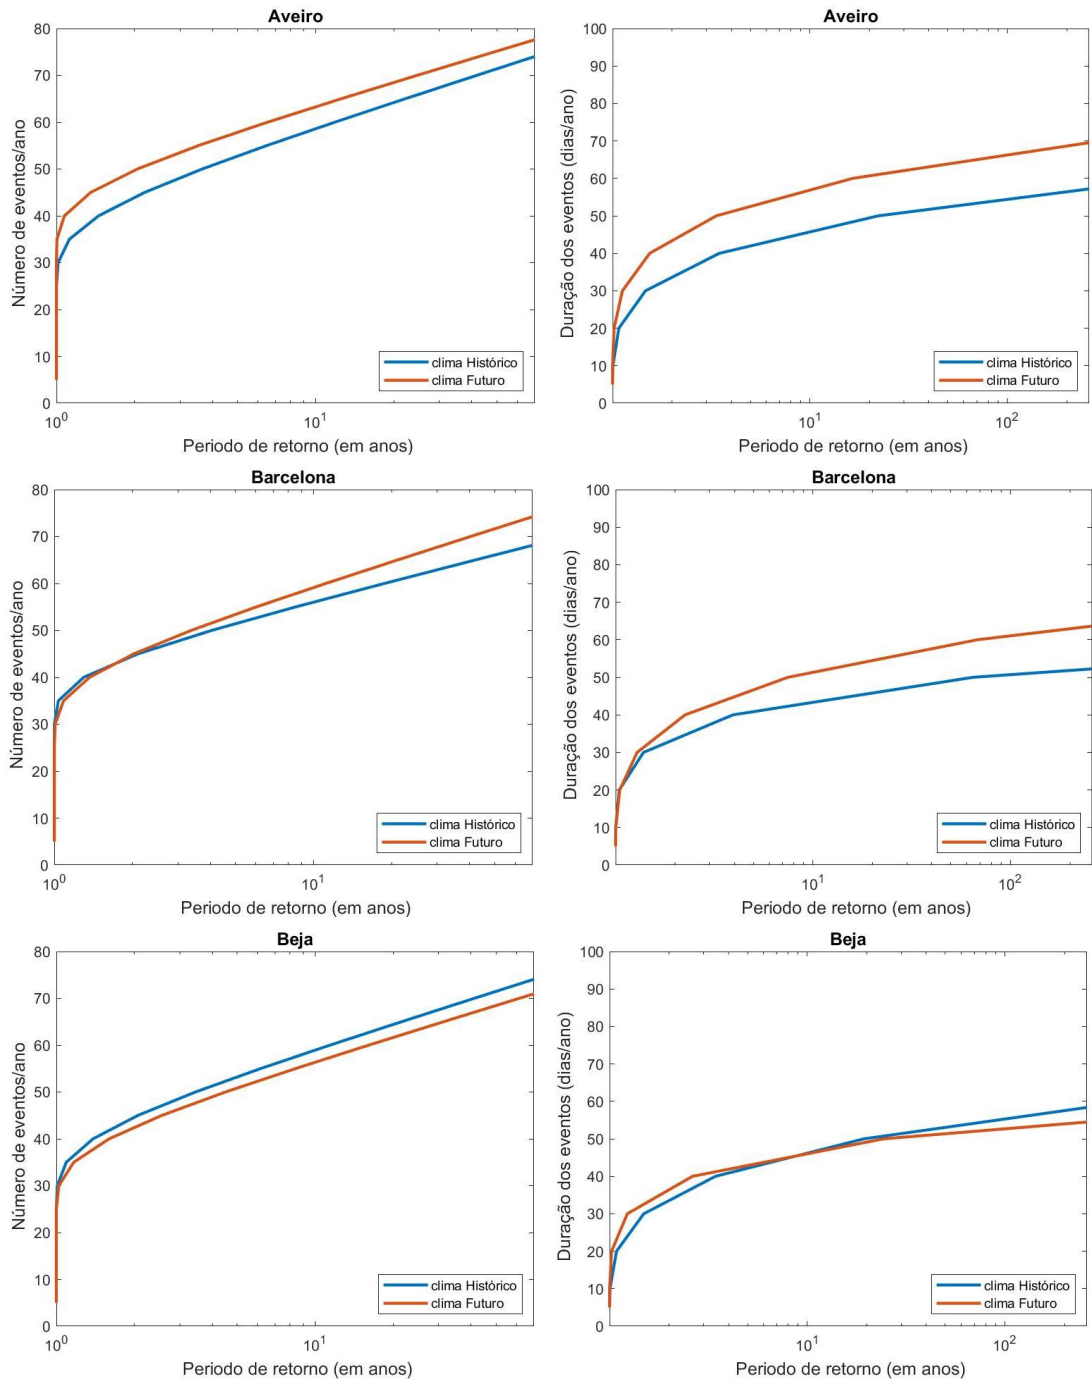 Aveiro
Número de eventos/ano
80
70
60
50
40
30
20
10
0
clima Histórico
clima Futuro
10^0
10^1
Periodo de retorno (em anos)
Aveiro
Duração dos eventos (dias/ano)
100
90
80
70
60
50
40
30
20
10
0
clima Histórico
clima Futuro
10^1
10^2
Periodo de retorno (em anos)
Barcelona
Número de eventos/ano
80
70
60
50
40
30
20
10
0
clima Histórico
clima Futuro
10^0
10^1
Periodo de retorno (em anos)
Barcelona
Duração dos eventos (dias/ano)
100
90
80
70
60
50
40
30
20
10
0
clima Histórico
clima Futuro
10^1
10^2
Periodo de retorno (em anos)
Beja
Número de eventos/ano
80
70
60
50
40
30
20
10
0
clima Histórico
clima Futuro
10^0
10^1
Periodo de retorno (em anos)
Beja
Duração dos eventos (dias/ano)
100
90
80
70
60
50
40
30
20
10
0
clima Histórico
clima Futuro
10^1
10^2
Periodo de retorno (em anos)